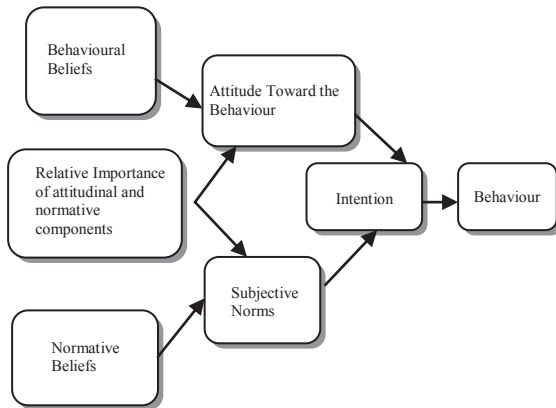 Behavioural
Beliefs
Attitude Toward the
Behaviour
Relative Importance
of attitudinal and
normative
components
Intention
Behaviour
Subjective
Norms
Normative
Beliefs